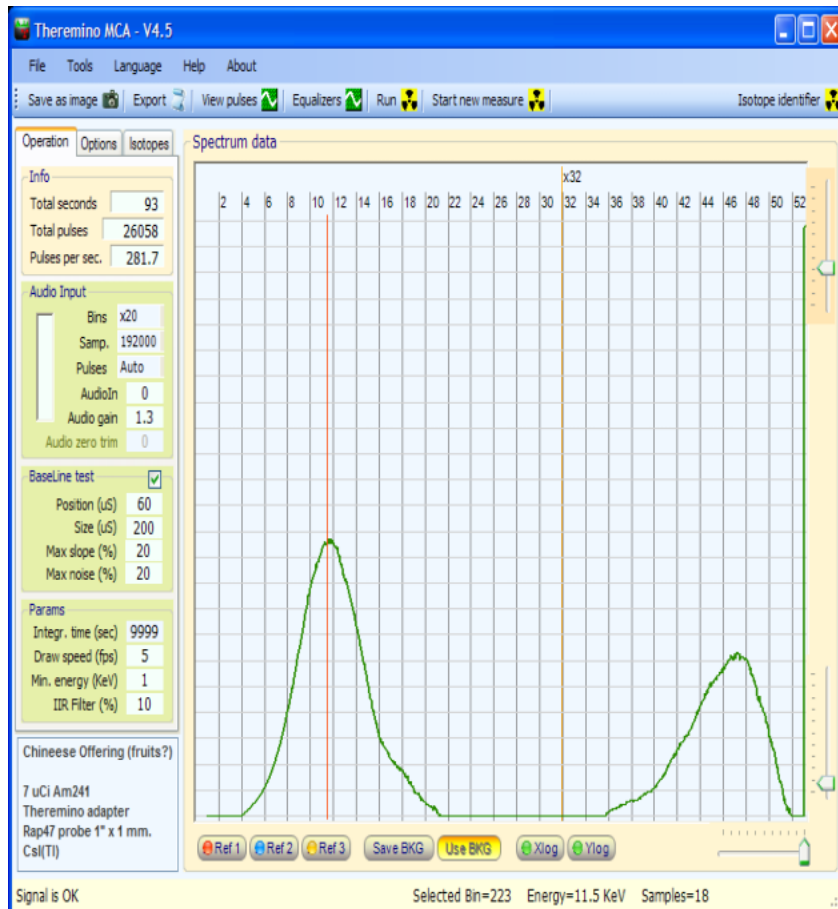 Theremino MCA - V4.5
File Tools Language Help About
Save as image Export View pulses Equalizers Run Start new measure Isotope identifier
Operation Options Isotopes
Info
Total seconds 93
Total pulses 26058
Pulses per sec. 281.7
Audio Input
Bins x20
Samp. 192000
Pulses Auto
AudioIn 0
Audio gain 1.3
Audio zero trim 0
BaseLine test
Position (uS) 60
Size (uS) 200
Max slope (%) 20
Max noise (%) 20
Params
Integr. time (sec) 9999
Draw speed (fps) 5
Min. energy (KeV) 1
IIR Filter (%) 10
Chineese Offering (fruits?)
7 uCi Am241
Theremino adapter
Rap47 probe 1" x 1 mm.
CsI(Tl)
Spectrum data
x32
2 4 6 8 10 12 14 16 18 20 22 24 26 28 30 32 34 36 38 40 42 44 46 48 50 52
Ref 1 Ref 2 Ref 3 Save BKG Use BKG Xlog Ylog
Signal is OK Selected Bin=223 Energy=11.5 KeV Samples=18